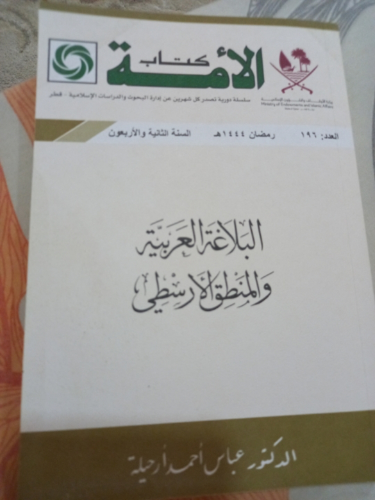 كتاب
الأمة
سلسلة دورية تصدر كل شهرين عن إدارة البحوث والدراسات الإسلامية - قطر
العدد: ١٩٦ رمضان ١٤٤٤هـ السنة الثانية والأربعون
البلاغة العربية
والمنطق الأرسطي
الدكتور عباس أحمد أرحيلة